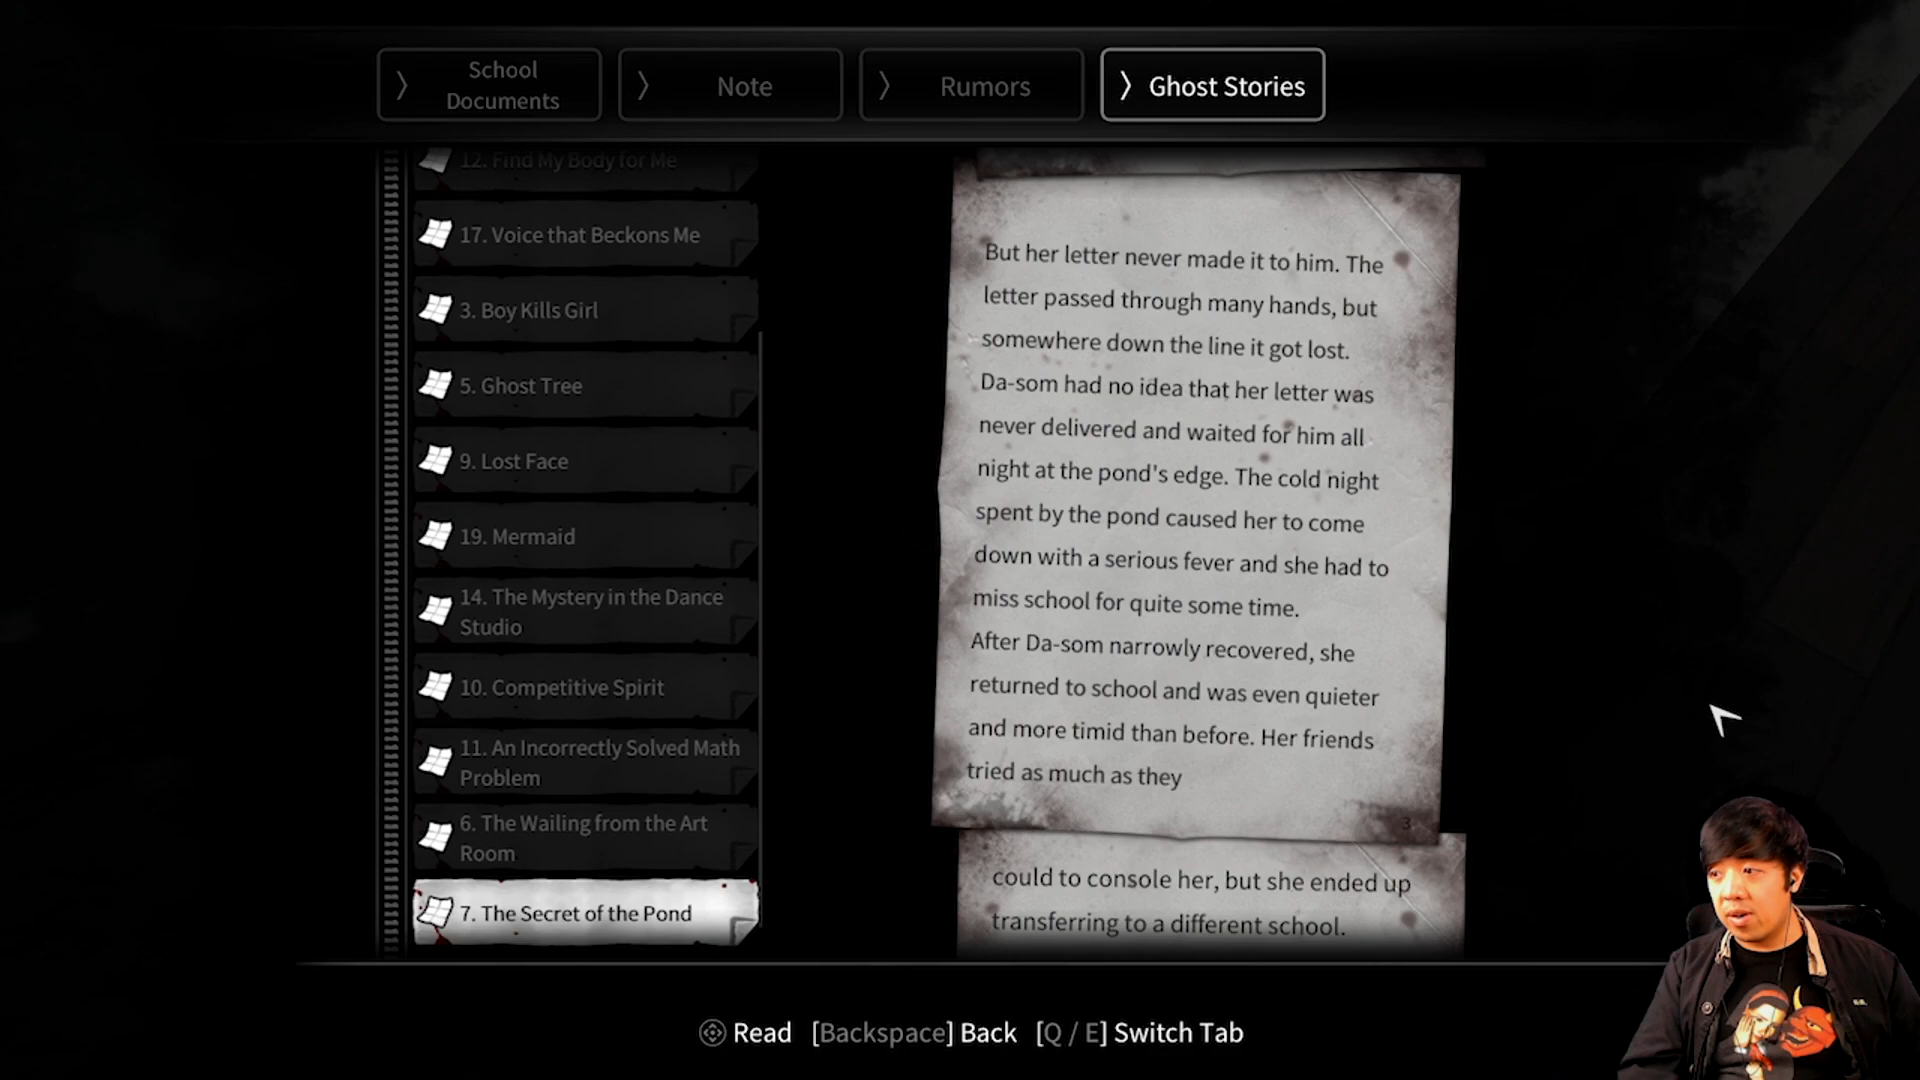 School
Documents
Note
Rumors
Ghost Stories
12. Find My Body for Me
17. Voice that Beckons Me
3. Boy Kills Girl
5. Ghost Tree
9. Lost Face
19. Mermaid
14. The Mystery in the Dance
Studio
10. Competitive Spirit
11. An Incorrectly Solved Math
Problem
6. The Wailing from the Art
Room
7. The Secret of the Pond
But her letter never made it to him. The
letter passed through many hands, but
somewhere down the line it got lost.
Da-som had no idea that her letter was
never delivered and waited for him all
night at the pond's edge. The cold night
spent by the pond caused her to come
down with a serious fever and she had to
miss school for quite some time.
After Da-som narrowly recovered, she
returned to school and was even quieter
and more timid than before. Her friends
tried as much as they
3
could to console her, but she ended up
transferring to a different school.
Read [Backspace] Back [Q / E] Switch Tab